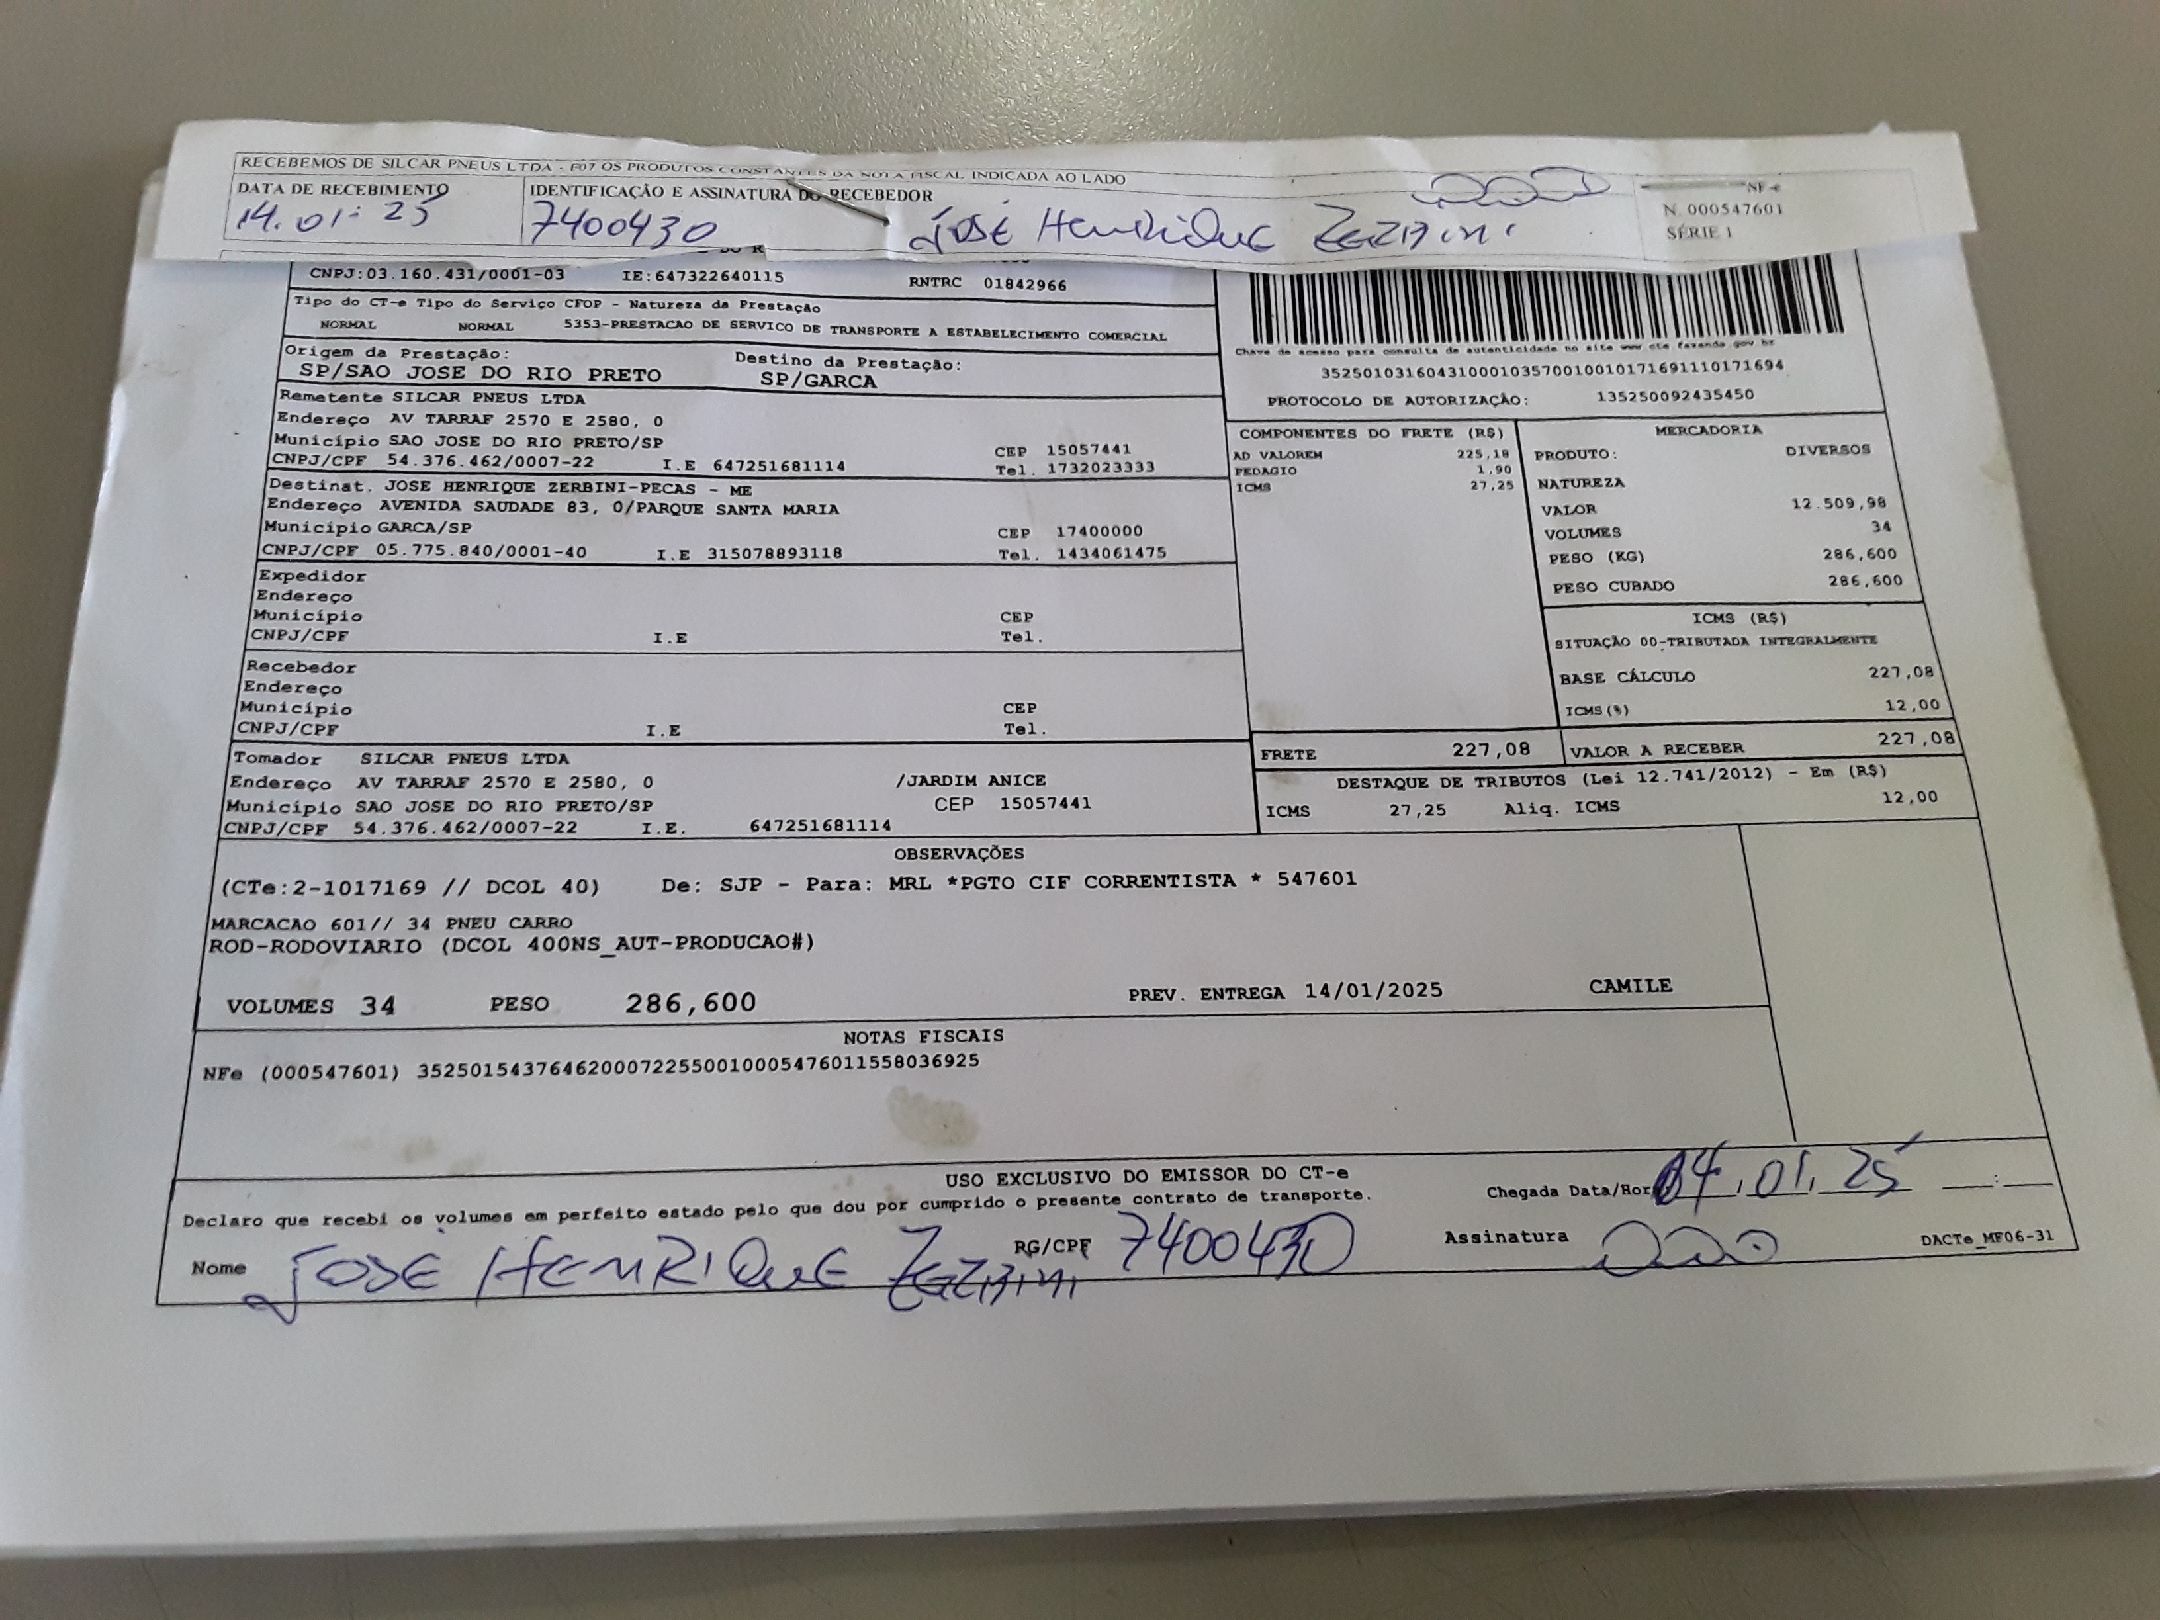 RECEBEMOS DE SILCAR PNEUS LTDA - F07 OS PRODUTOS CONSTANTES DA NOTA FISCAL INDICADA AO LADO
DATA DE RECEBIMENTO IDENTIFICAÇÃO E ASSINATURA DO RECEBEDOR NF-e
14.01.25 7400430 José Henrique Zerbini N. 000547601
SÉRIE 1
CNPJ:03.160.431/0001-03 IE:647322640115 RNTRC 01842966
Tipo do CT-e Tipo do Serviço CFOP - Natureza da Prestação
NORMAL NORMAL 5353-PRESTACAO DE SERVICO DE TRANSPORTE A ESTABELECIMENTO COMERCIAL
Origem da Prestação: Destino da Prestação:
SP/SAO JOSE DO RIO PRETO SP/GARCA
Remetente SILCAR PNEUS LTDA
Endereço AV TARRAF 2570 E 2580, 0
Município SAO JOSE DO RIO PRETO/SP CEP 15057441
CNPJ/CPF 54.376.462/0007-22 I.E 647251681114 Tel. 1732023333
Destinat. JOSE HENRIQUE ZERBINI-PECAS - ME
Endereço AVENIDA SAUDADE 83, 0/PARQUE SANTA MARIA
Município GARCA/SP CEP 17400000
CNPJ/CPF 05.775.840/0001-40 I.E 315078893118 Tel. 1434061475
Expedidor
Endereço
Município CEP
CNPJ/CPF I.E Tel.
Recebedor
Endereço
Município CEP
CNPJ/CPF I.E Tel.
Tomador SILCAR PNEUS LTDA
Endereço AV TARRAF 2570 E 2580, 0 /JARDIM ANICE
Município SAO JOSE DO RIO PRETO/SP CEP 15057441
CNPJ/CPF 54.376.462/0007-22 I.E. 647251681114
Chave de acesso para consulta de autenticidade no site www.cte.fazenda.gov.br
35250103160431000103570010010171691110171694
PROTOCOLO DE AUTORIZAÇÃO: 135250092435450
COMPONENTES DO FRETE (R$)
AD VALOREM 225,18
PEDAGIO 1,90
ICMS 27,25
MERCADORIA
PRODUTO: DIVERSOS
NATUREZA
VALOR 12.509,98
VOLUMES 34
PESO (KG) 286,600
PESO CUBADO 286,600
ICMS (R$)
SITUAÇÃO 00-TRIBUTADA INTEGRALMENTE
BASE CÁLCULO 227,08
ICMS(%) 12,00
FRETE 227,08 VALOR A RECEBER 227,08
DESTAQUE DE TRIBUTOS (Lei 12.741/2012) - Em (R$)
ICMS 27,25 Aliq. ICMS 12,00
OBSERVAÇÕES
(CTe:2-1017169 // DCOL 40) De: SJP - Para: MRL *PGTO CIF CORRENTISTA * 547601
MARCACAO 601// 34 PNEU CARRO
ROD-RODOVIARIO (DCOL 400NS_AUT-PRODUCAO#)
VOLUMES 34 PESO 286,600 PREV. ENTREGA 14/01/2025 CAMILE
NOTAS FISCAIS
NFe (000547601) 35250154376462000722550010005476011558036925
USO EXCLUSIVO DO EMISSOR DO CT-e
Declaro que recebi os volumes em perfeito estado pelo que dou por cumprido o presente contrato de transporte. Chegada Data/Hor 14.01.25
Nome JOSÉ HENRIQUE Zerbini RG/CPF 7400430 Assinatura DACTe_MF06-31